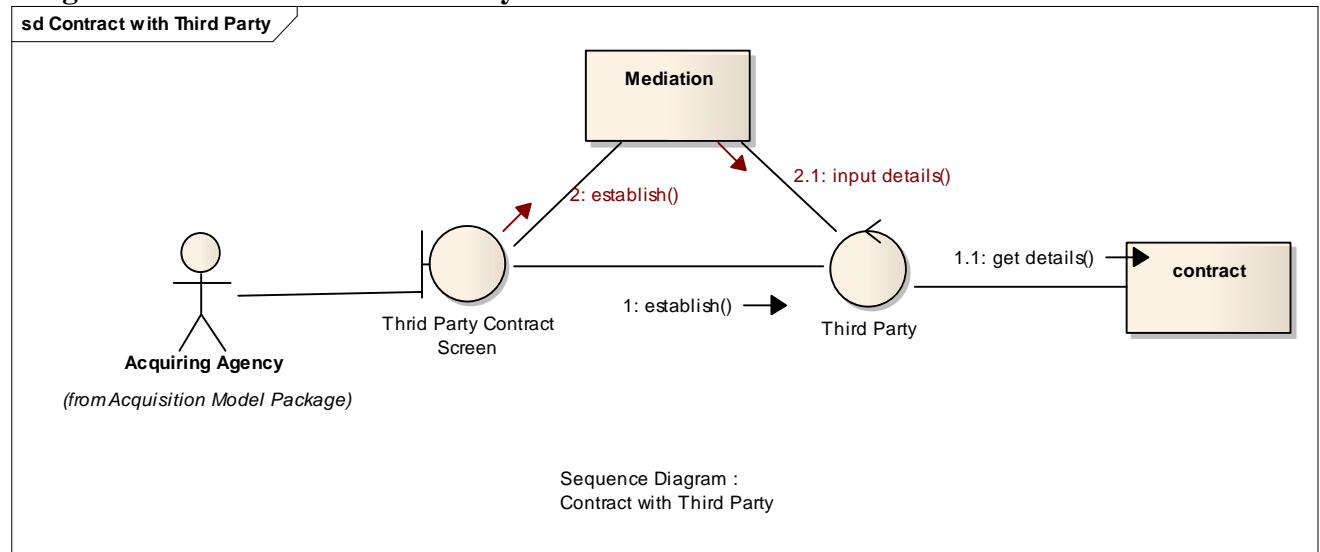 sd Contract with Third Party
Mediation
2.1: input details()
2: establish()
1.1: get details()
contract
1: establish()
Thrid Party Contract
Screen
Third Party
Acquiring Agency
(from Acquisition Model Package)
Sequence Diagram :
Contract with Third Party